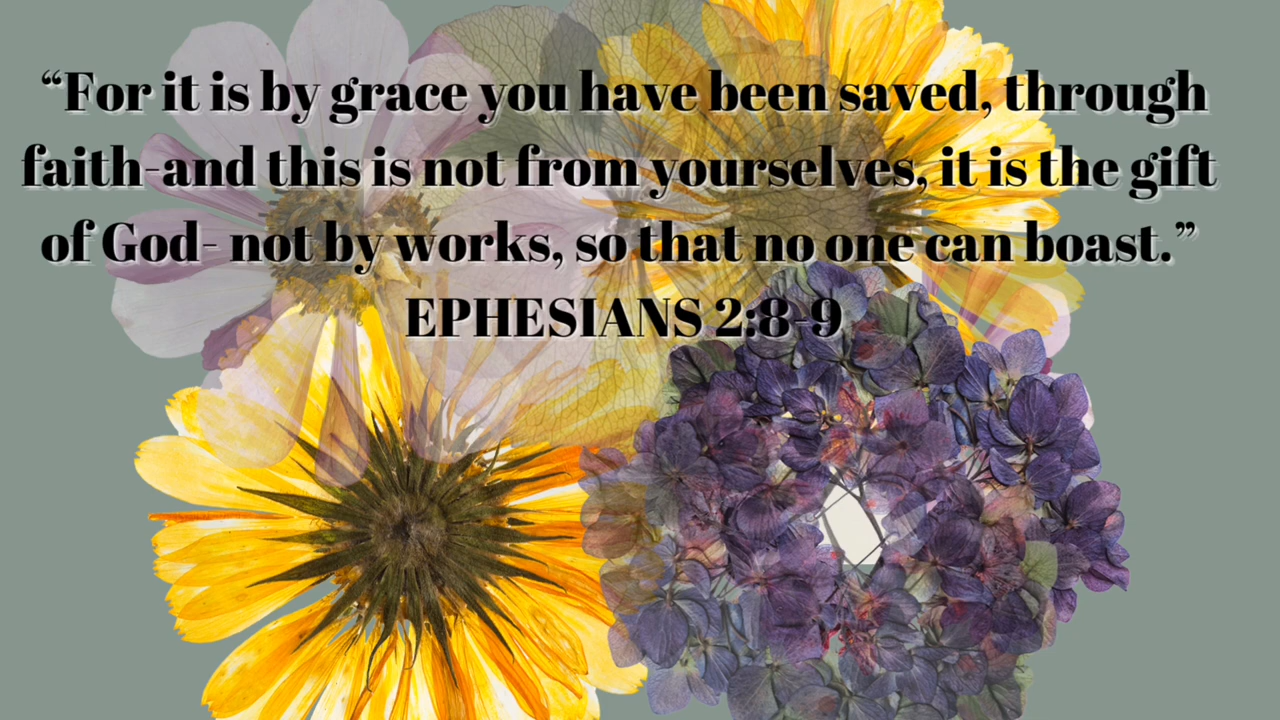 “For it is by grace you have been saved, through
faith-and this is not from yourselves, it is the gift
of God- not by works, so that no one can boast.”
EPHESIANS 2:8-9